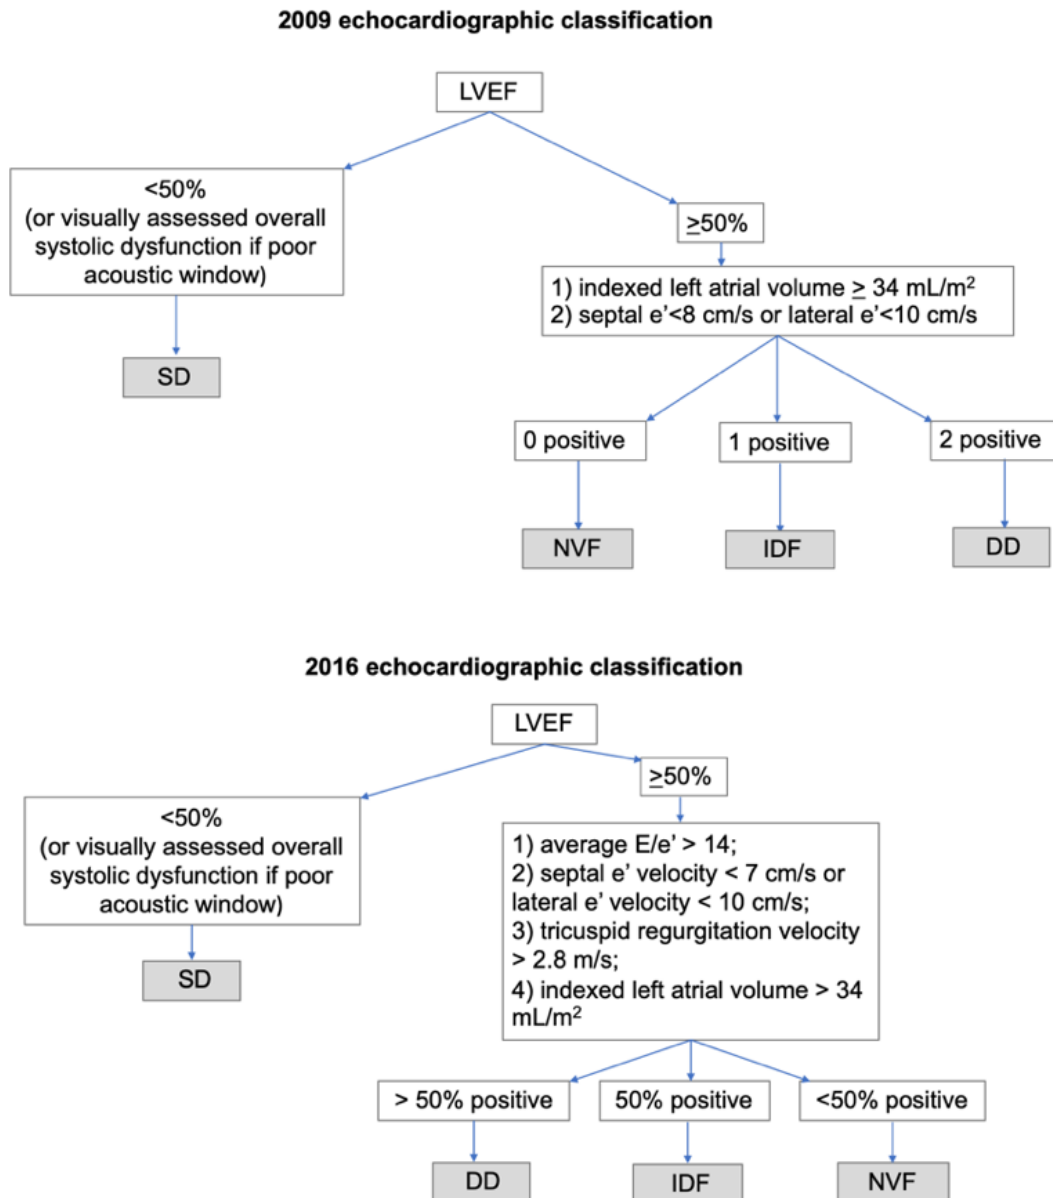 2009 echocardiographic classification
LVEF
<50%
(or visually assessed overall
systolic dysfunction if poor
acoustic window)
≥50%
1) indexed left atrial volume ≥ 34 mL/m²
2) septal e'<8 cm/s or lateral e'<10 cm/s
SD
0 positive
1 positive
2 positive
NVF
IDF
DD
2016 echocardiographic classification
LVEF
≥50%
<50%
(or visually assessed overall
systolic dysfunction if poor
acoustic window)
1) average E/e' > 14;
2) septal e' velocity < 7 cm/s or
lateral e' velocity < 10 cm/s;
3) tricuspid regurgitation velocity
> 2.8 m/s;
4) indexed left atrial volume > 34
mL/m²
SD
> 50% positive
50% positive
<50% positive
DD
IDF
NVF